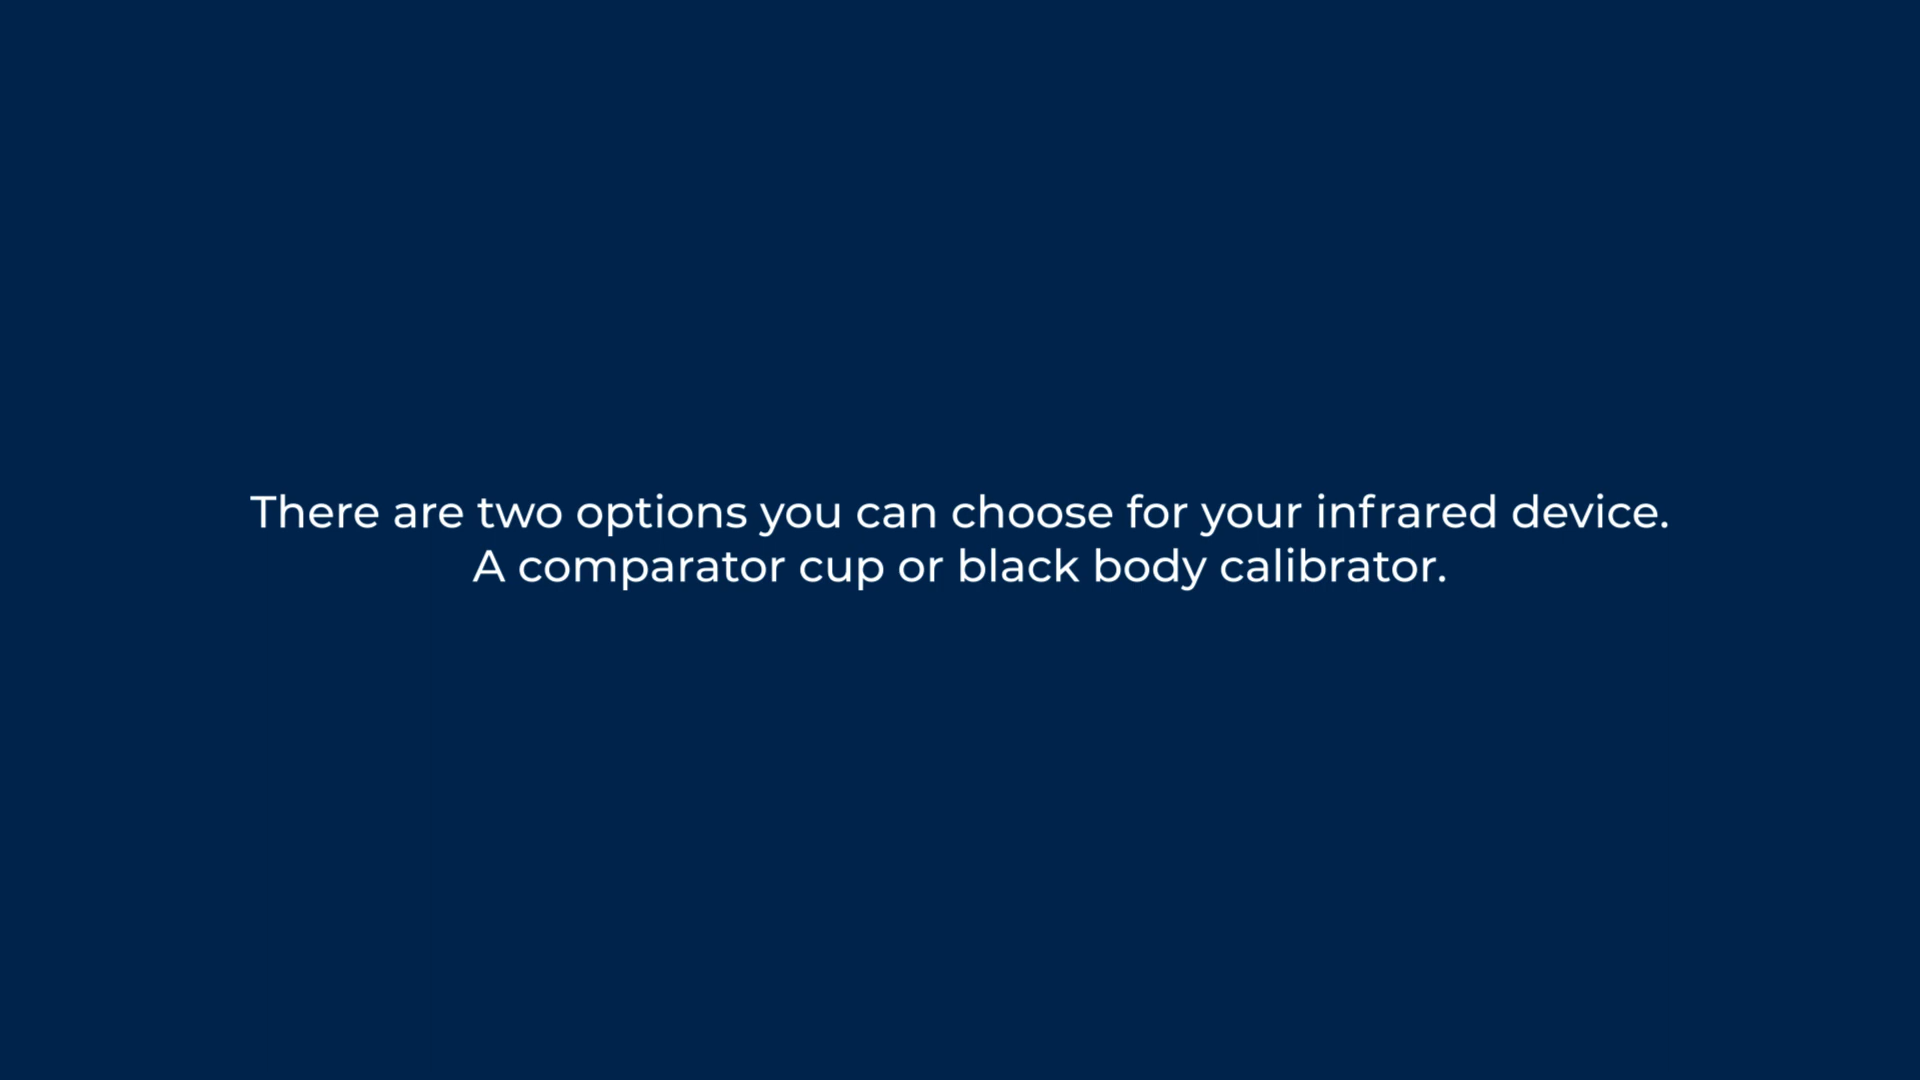 There are two options you can choose for your infrared device.
A comparator cup or black body calibrator.